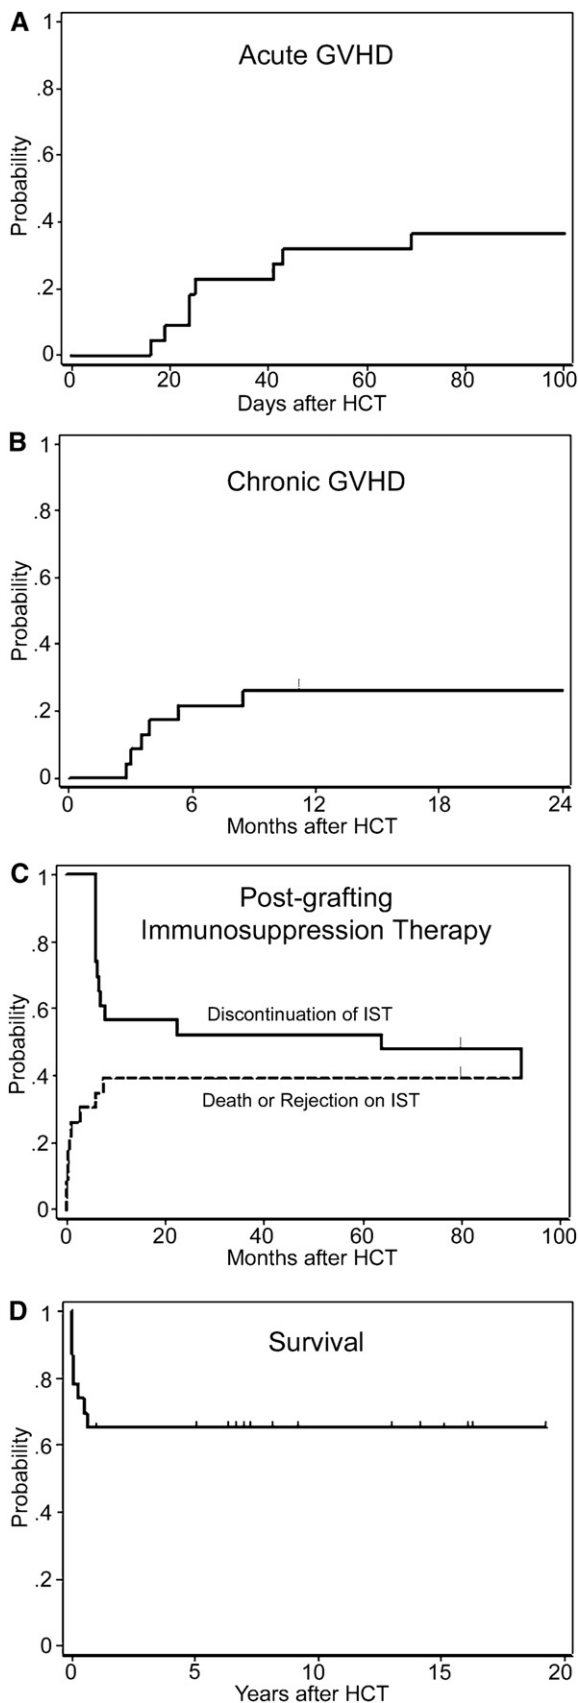 A
Acute GVHD
Probability
1
.8
.6
.4
.2
0
0 20 40 60 80 100
Days after HCT
B
Chronic GVHD
Probability
1
.8
.6
.4
.2
0
0 6 12 18 24
Months after HCT
C
Post-grafting
Immunosuppression Therapy
Probability
1
.8
.6
.4
.2
0
Discontinuation of IST
Death or Rejection on IST
0 20 40 60 80 100
Months after HCT
D
Survival
Probability
1
.8
.6
.4
.2
0
0 5 10 15 20
Years after HCT